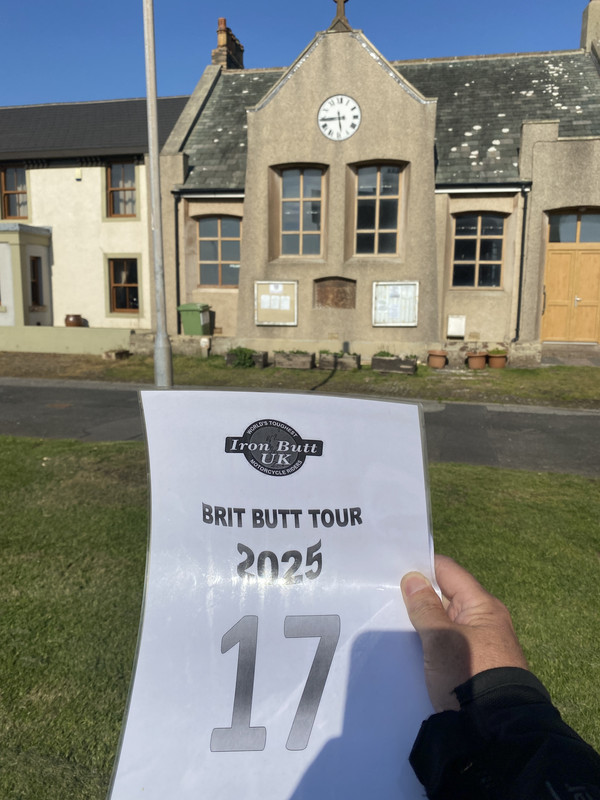 WORLD'S TOUGHEST
Iron Butt
UK
MOTORCYCLE RIDERS
BRIT BUTT TOUR
2025
17